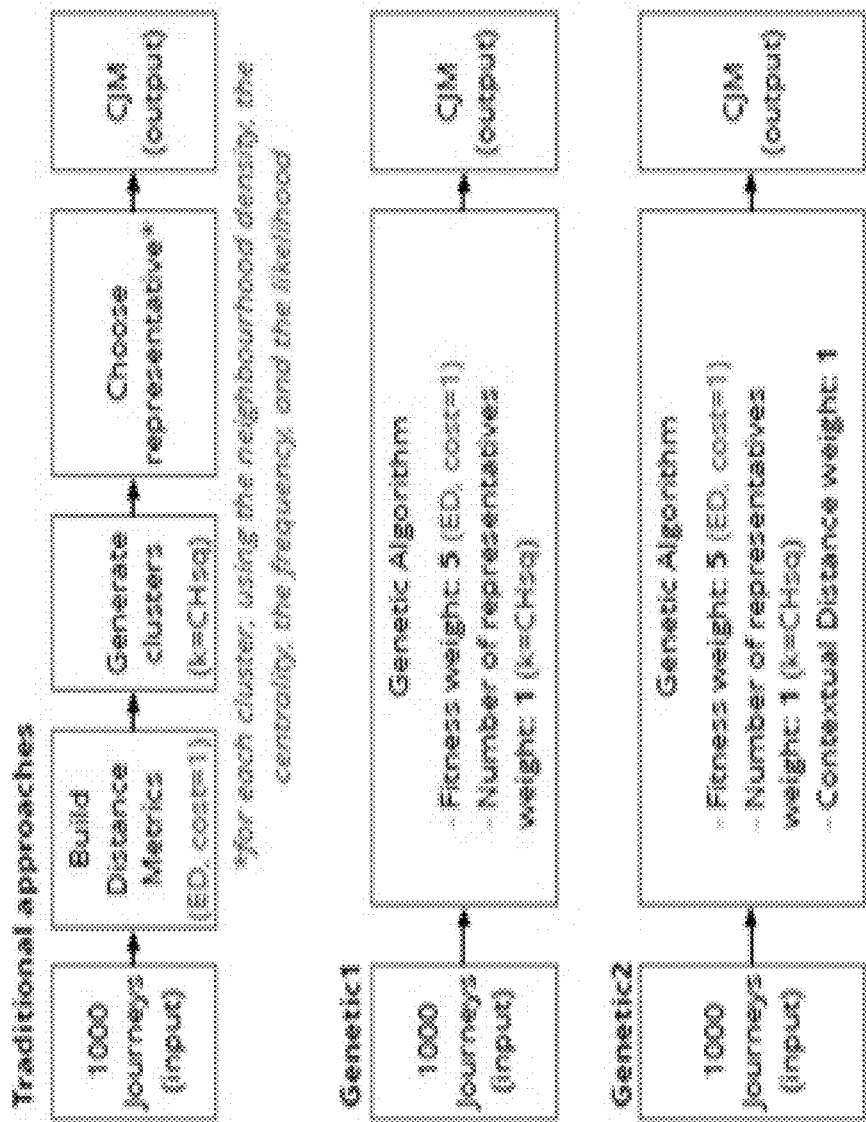 Traditional approaches
1000
Journeys
(input)
Build
Distance
Metrics
(ED, cost=1)
Generate
clusters
(k=CHsq)
Choose
representative*
CJM
(output)
*for each cluster, using the neighbourhood density, the
centrality, the frequency, and the likelihood
Genetic1
1000
Journeys
(input)
Genetic Algorithm
- Fitness weight: 5 (ED, cost=1)
- Number of representatives
weight: 1 (k=CHsq)
CJM
(output)
Genetic2
1000
Journeys
(input)
Genetic Algorithm
- Fitness weight: 5 (ED, cost=1)
- Number of representatives
weight: 1 (k=CHsq)
- Contextual Distance weight: 1
CJM
(output)